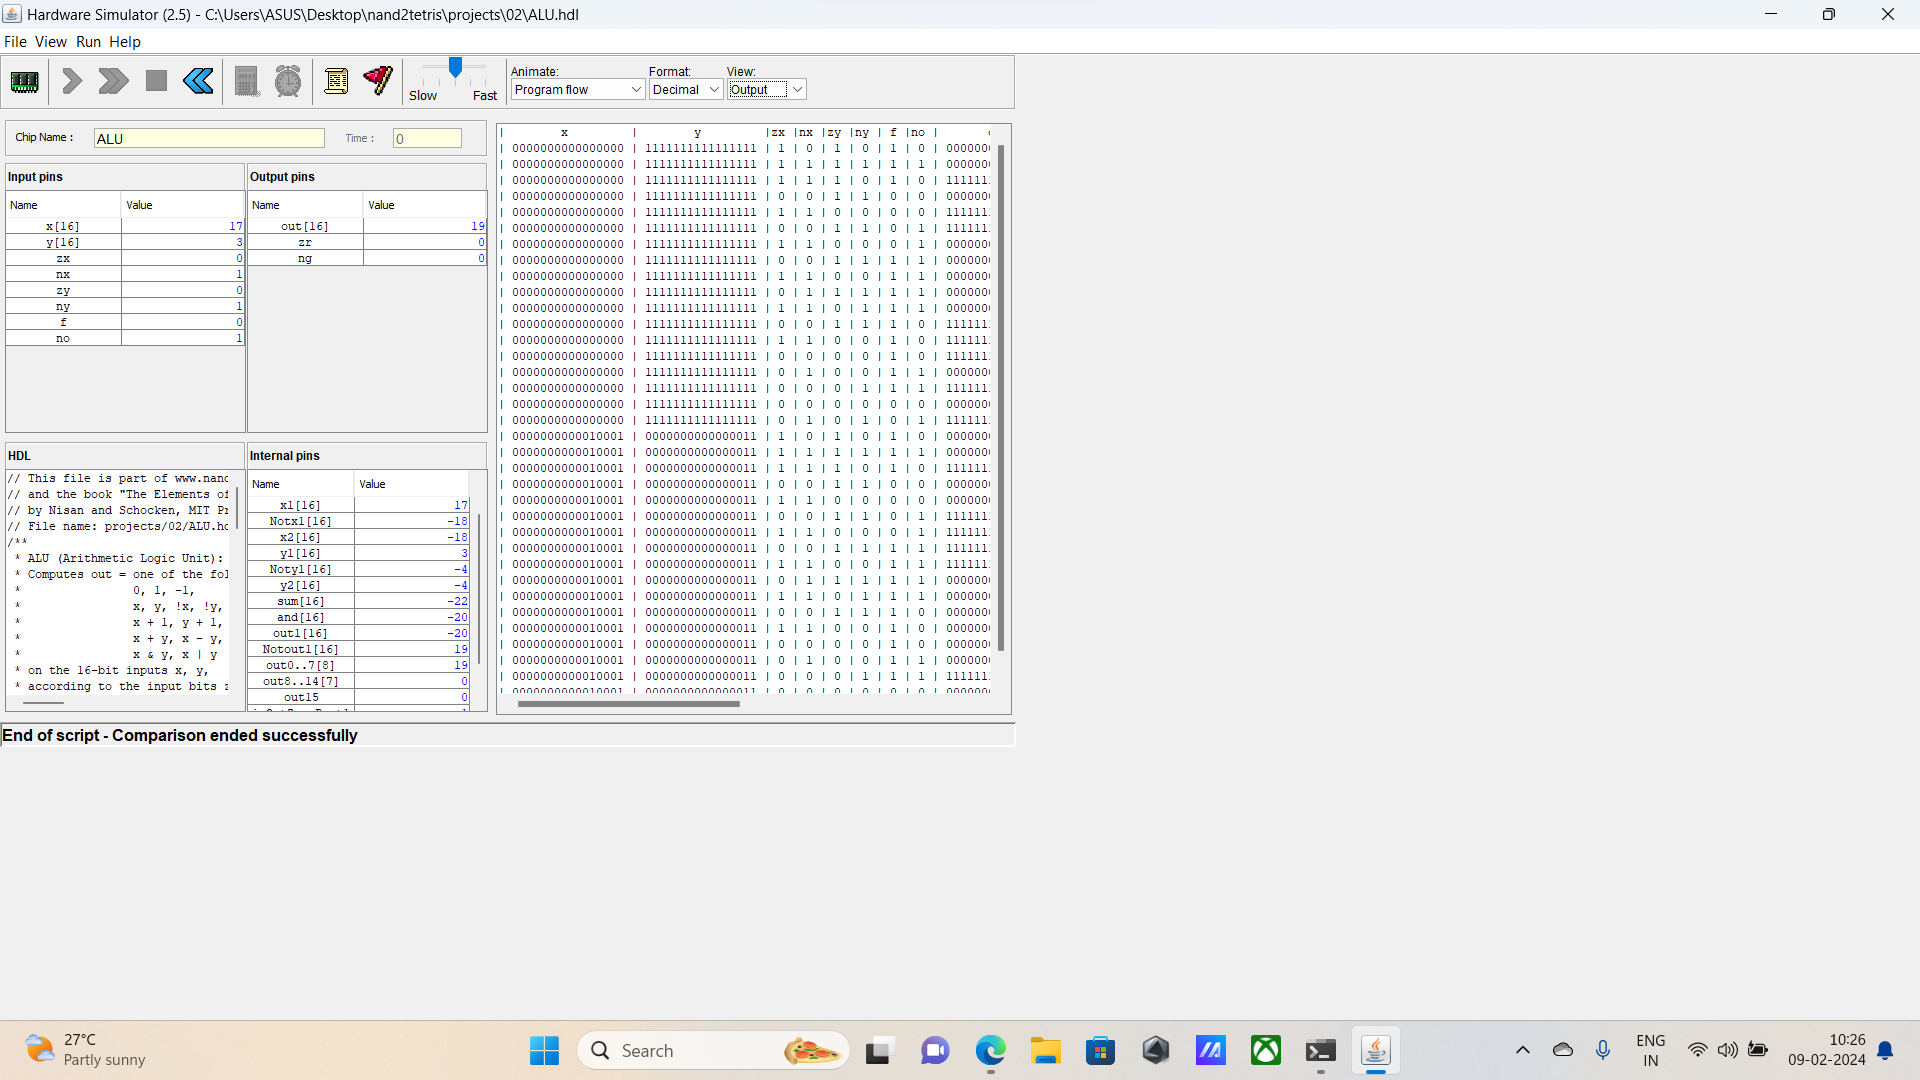 Hardware Simulator (2.5) - C:\Users\ASUS\Desktop\nand2tetris\projects\02\ALU.hdl
File View Run Help
Slow Fast
Animate: Format: View:
Program flow Decimal Output
Chip Name : ALU Time : 0
Input pins
Name Value
x[16] 17
y[16] 3
zx 0
nx 1
zy 0
ny 1
f 0
no 1
Output pins
Name Value
out[16] 19
zr 0
ng 0
HDL
// This file is part of www.nand
// and the book "The Elements of
// by Nisan and Schocken, MIT Pr
// File name: projects/02/ALU.hd
/**
* ALU (Arithmetic Logic Unit):
* Computes out = one of the fol
* 0, 1, -1,
* x, y, !x, !y,
* x + 1, y + 1,
* x + y, x - y,
* x & y, x | y
* on the 16-bit inputs x, y,
* according to the input bits z
Internal pins
Name Value
x1[16] 17
Notx1[16] -18
x2[16] -18
y1[16] 3
Noty1[16] -4
y2[16] -4
sum[16] -22
and[16] -20
out1[16] -20
Notout1[16] 19
out0..7[8] 19
out8..14[7] 0
out15 0
| x | y |zx |nx |zy |ny | f |no |
| 0000000000000000 | 1111111111111111 | 1 | 0 | 1 | 0 | 1 | 0 | 000000
| 0000000000000000 | 1111111111111111 | 1 | 1 | 1 | 1 | 1 | 1 | 000000
| 0000000000000000 | 1111111111111111 | 1 | 1 | 1 | 0 | 1 | 0 | 111111
| 0000000000000000 | 1111111111111111 | 0 | 0 | 1 | 1 | 0 | 0 | 000000
| 0000000000000000 | 1111111111111111 | 1 | 1 | 0 | 0 | 0 | 0 | 111111
| 0000000000000000 | 1111111111111111 | 0 | 0 | 1 | 1 | 0 | 1 | 111111
| 0000000000000000 | 1111111111111111 | 1 | 1 | 0 | 0 | 0 | 1 | 000000
| 0000000000000000 | 1111111111111111 | 0 | 0 | 1 | 1 | 1 | 1 | 000000
| 0000000000000000 | 1111111111111111 | 1 | 1 | 0 | 0 | 1 | 1 | 000000
| 0000000000000000 | 1111111111111111 | 0 | 1 | 1 | 1 | 1 | 1 | 000000
| 0000000000000000 | 1111111111111111 | 1 | 1 | 0 | 1 | 1 | 1 | 000000
| 0000000000000000 | 1111111111111111 | 0 | 0 | 1 | 1 | 1 | 0 | 111111
| 0000000000000000 | 1111111111111111 | 1 | 1 | 0 | 0 | 1 | 0 | 111111
| 0000000000000000 | 1111111111111111 | 0 | 0 | 0 | 0 | 1 | 0 | 111111
| 0000000000000000 | 1111111111111111 | 0 | 1 | 0 | 0 | 1 | 1 | 000000
| 0000000000000000 | 1111111111111111 | 0 | 0 | 0 | 1 | 1 | 1 | 111111
| 0000000000000000 | 1111111111111111 | 0 | 0 | 0 | 0 | 0 | 0 | 000000
| 0000000000000000 | 1111111111111111 | 0 | 1 | 0 | 1 | 0 | 1 | 111111
| 0000000000010001 | 0000000000000011 | 1 | 0 | 1 | 0 | 1 | 0 | 000000
| 0000000000010001 | 0000000000000011 | 1 | 1 | 1 | 1 | 1 | 1 | 000000
| 0000000000010001 | 0000000000000011 | 1 | 1 | 1 | 0 | 1 | 0 | 111111
| 0000000000010001 | 0000000000000011 | 0 | 0 | 1 | 1 | 0 | 0 | 000000
| 0000000000010001 | 0000000000000011 | 1 | 1 | 0 | 0 | 0 | 0 | 000000
| 0000000000010001 | 0000000000000011 | 0 | 0 | 1 | 1 | 0 | 1 | 111111
| 0000000000010001 | 0000000000000011 | 1 | 1 | 0 | 0 | 0 | 1 | 111111
| 0000000000010001 | 0000000000000011 | 0 | 0 | 1 | 1 | 1 | 1 | 111111
| 0000000000010001 | 0000000000000011 | 1 | 1 | 0 | 0 | 1 | 1 | 111111
| 0000000000010001 | 0000000000000011 | 0 | 1 | 1 | 1 | 1 | 1 | 000000
| 0000000000010001 | 0000000000000011 | 1 | 1 | 0 | 1 | 1 | 1 | 000000
| 0000000000010001 | 0000000000000011 | 0 | 0 | 1 | 1 | 1 | 0 | 000000
| 0000000000010001 | 0000000000000011 | 1 | 1 | 0 | 0 | 1 | 0 | 000000
| 0000000000010001 | 0000000000000011 | 0 | 0 | 0 | 0 | 1 | 0 | 000000
| 0000000000010001 | 0000000000000011 | 0 | 1 | 0 | 0 | 1 | 1 | 000000
| 0000000000010001 | 0000000000000011 | 0 | 0 | 0 | 1 | 1 | 1 | 111111
End of script - Comparison ended successfully
27°C
Partly sunny
Search
ENG
IN
10:26
09-02-2024